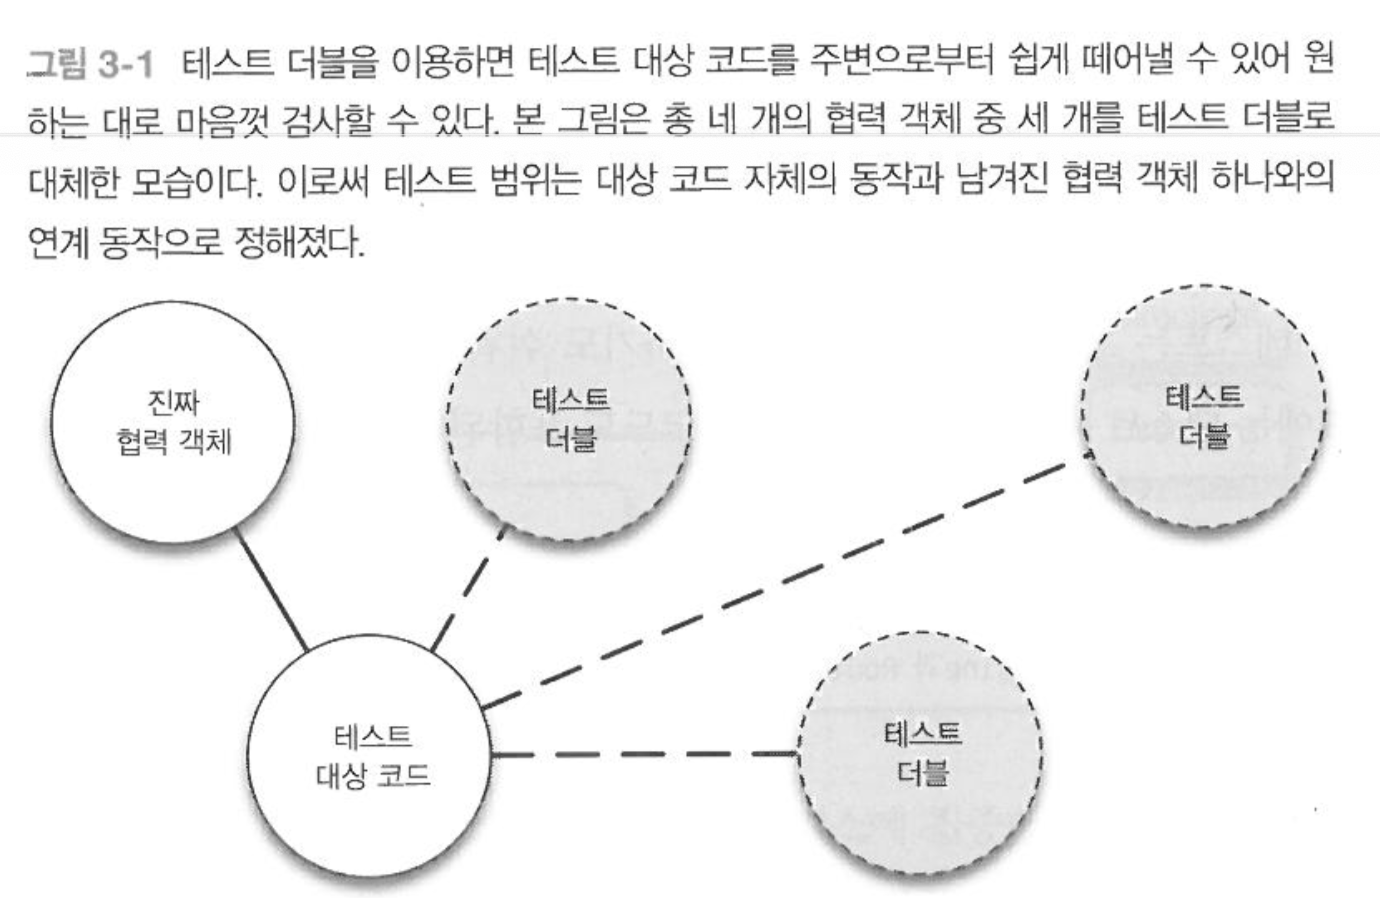 그림 3-1 테스트 더블을 이용하면 테스트 대상 코드를 주변으로부터 쉽게 떼어낼 수 있어 원
하는 대로 마음껏 검사할 수 있다. 본 그림은 총 네 개의 협력 객체 중 세 개를 테스트 더블로
대체한 모습이다. 이로써 테스트 범위는 대상 코드 자체의 동작과 남겨진 협력 객체 하나와의
연계 동작으로 정해졌다.
진짜
협력 객체
테스트
더블
테스트
더블
테스트
대상 코드
테스트
더블